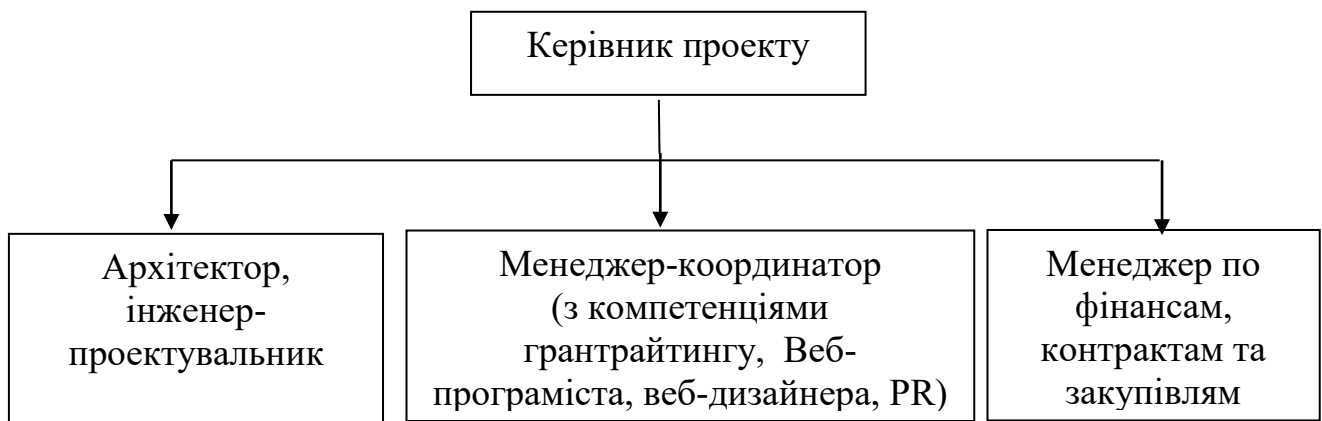 Керівник проекту
Архітектор,
інженер-
проектувальник
Менеджер-координатор
(з компетенціями
грантрайтингу, Веб-
програміста, веб-дизайнера, PR)
Менеджер по
фінансам,
контрактам та
закупівлям